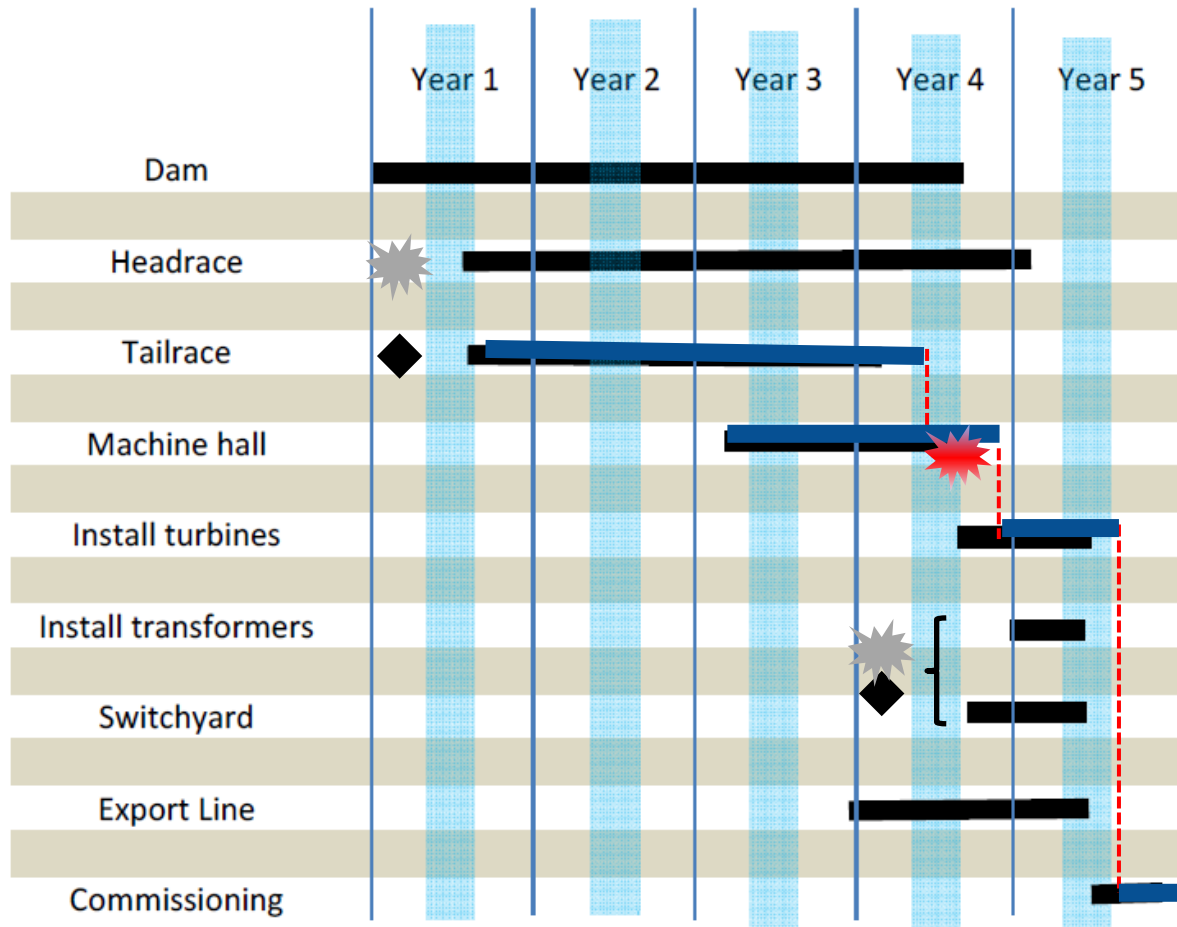 Year 1 Year 2 Year 3 Year 4 Year 5
Dam
Headrace
Tailrace
Machine hall
Install turbines
Install transformers
Switchyard
Export Line
Commissioning